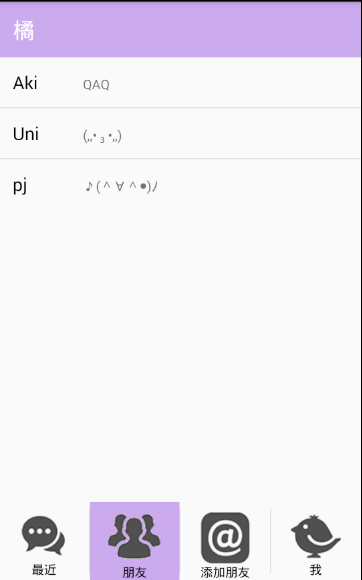 橘
Aki QAQ
Uni („• ₃ •„)
pj ♪(＾∀＾●)ﾉ
最近 朋友 @ 添加朋友 我